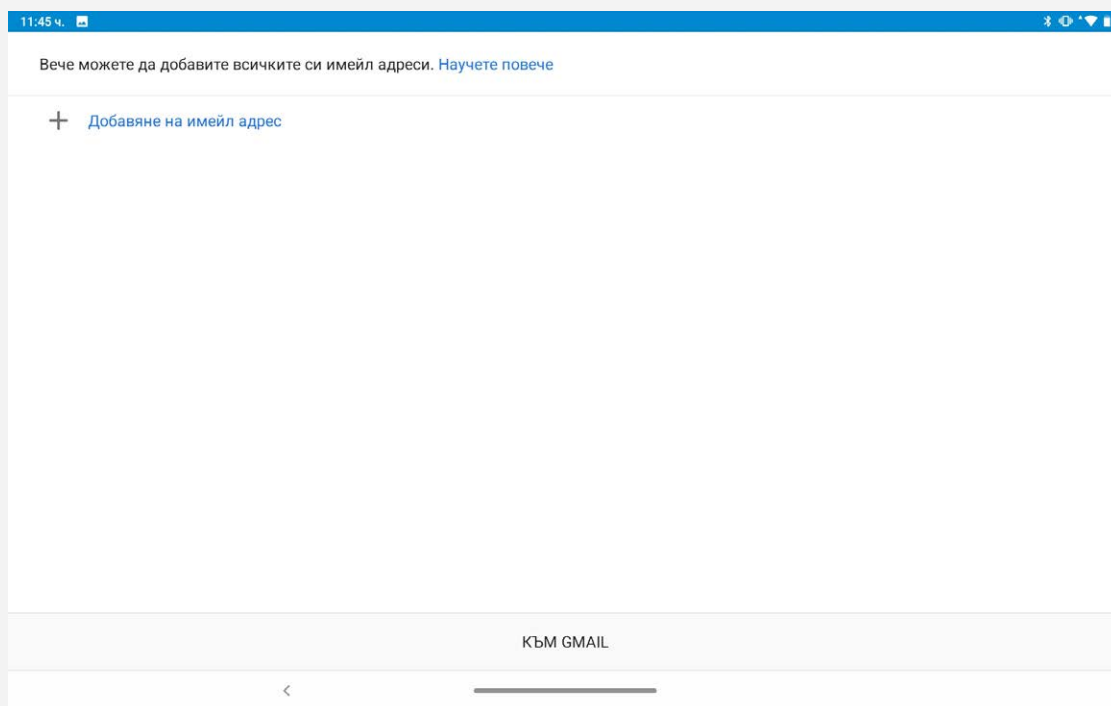 11:45 ч.
Вече можете да добавите всичките си имейл адреси. Научете повече
Добавяне на имейл адрес
КЪМ GMAIL